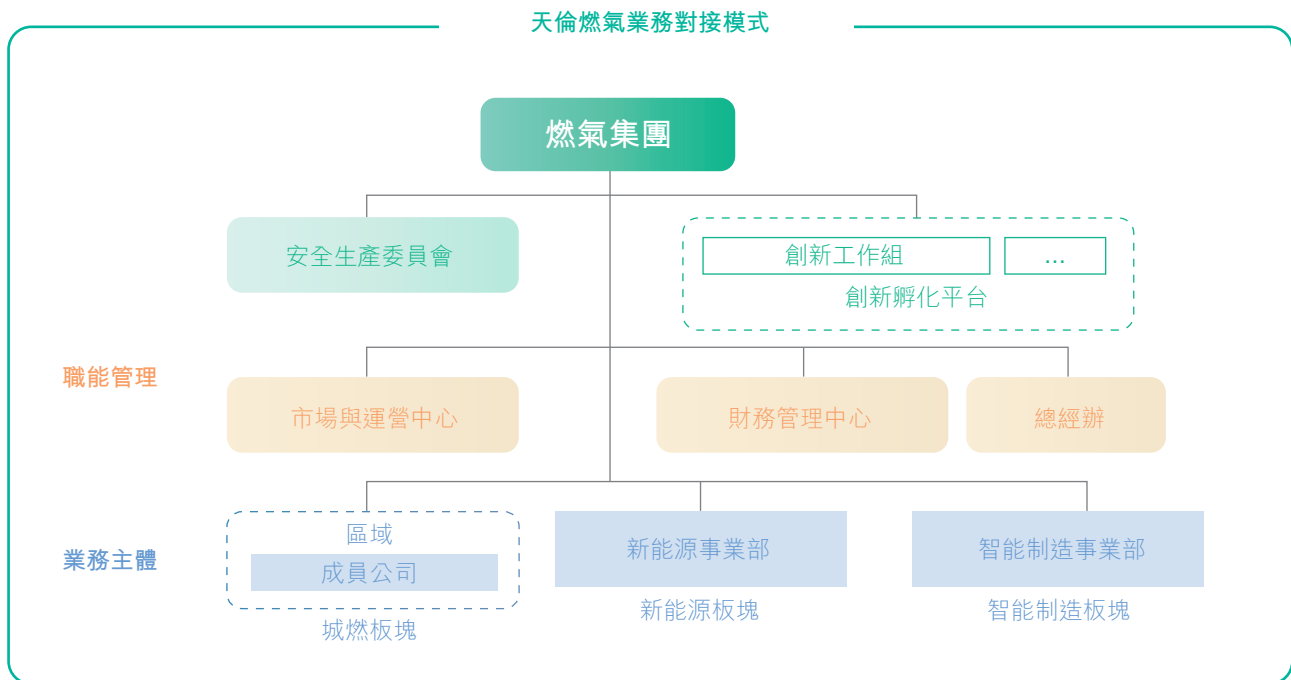 天倫燃氣業務對接模式
燃氣集團
安全生產委員會
創新工作組
...
創新孵化平台
職能管理
市場與運營中心
財務管理中心
總經辦
業務主體
區域
成員公司
城燃板塊
新能源事業部
新能源板塊
智能制造事業部
智能制造板塊